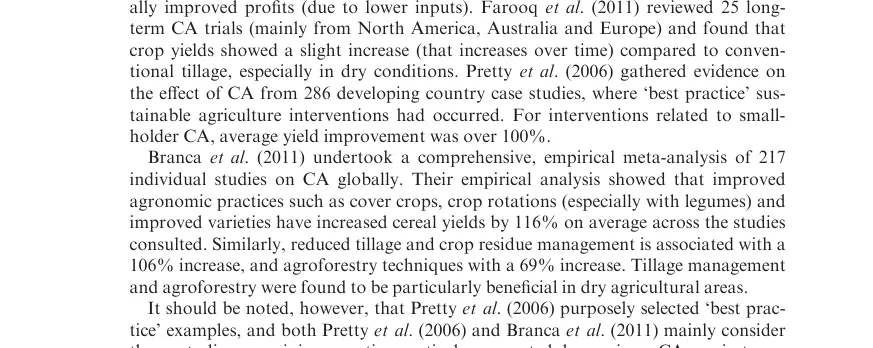 ally improved profits (due to lower inputs). Farooq et al. (2011) reviewed 25 long-
term CA trials (mainly from North America, Australia and Europe) and found that
crop yields showed a slight increase (that increases over time) compared to conven-
tional tillage, especially in dry conditions. Pretty et al. (2006) gathered evidence on
the effect of CA from 286 developing country case studies, where ‘best practice’ sus-
tainable agriculture interventions had occurred. For interventions related to small-
holder CA, average yield improvement was over 100%.
Branca et al. (2011) undertook a comprehensive, empirical meta-analysis of 217
individual studies on CA globally. Their empirical analysis showed that improved
agronomic practices such as cover crops, crop rotations (especially with legumes) and
improved varieties have increased cereal yields by 116% on average across the studies
consulted. Similarly, reduced tillage and crop residue management is associated with a
106% increase, and agroforestry techniques with a 69% increase. Tillage management
and agroforestry were found to be particularly beneficial in dry agricultural areas.
It should be noted, however, that Pretty et al. (2006) purposely selected ‘best prac-
tice’ examples, and both Pretty et al. (2006) and Branca et al. (2011) mainly consider